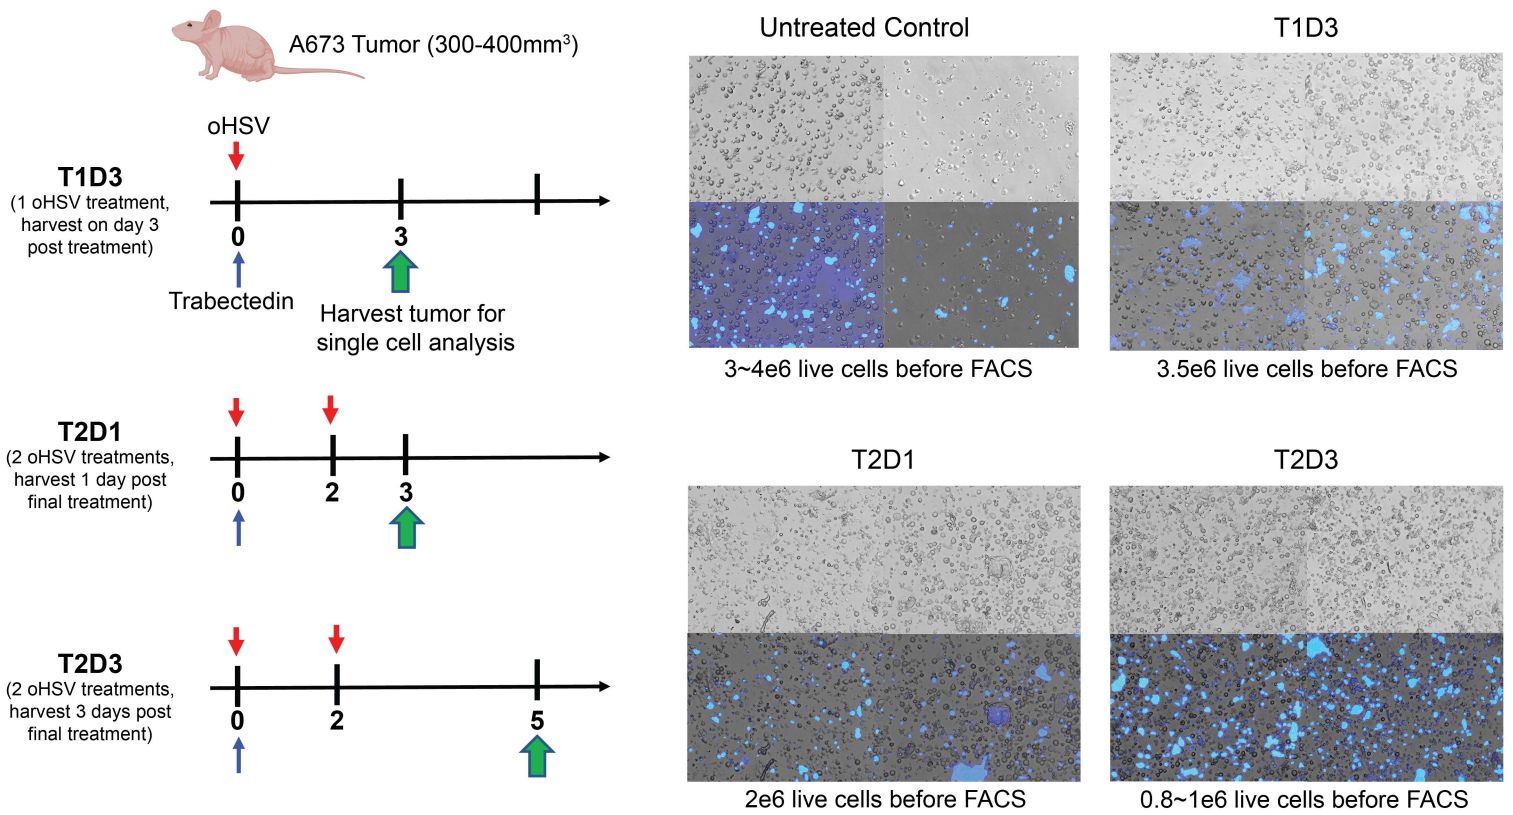 A673 Tumor (300-400mm³)
oHSV
T1D3
(1 oHSV treatment,
harvest on day 3
post treatment)
0
3
Trabectedin
Harvest tumor for
single cell analysis
T2D1
(2 oHSV treatments,
harvest 1 day post
final treatment)
0
2
3
T2D3
(2 oHSV treatments,
harvest 3 days post
final treatment)
0
2
5
Untreated Control
3~4e6 live cells before FACS
T1D3
3.5e6 live cells before FACS
T2D1
2e6 live cells before FACS
T2D3
0.8~1e6 live cells before FACS